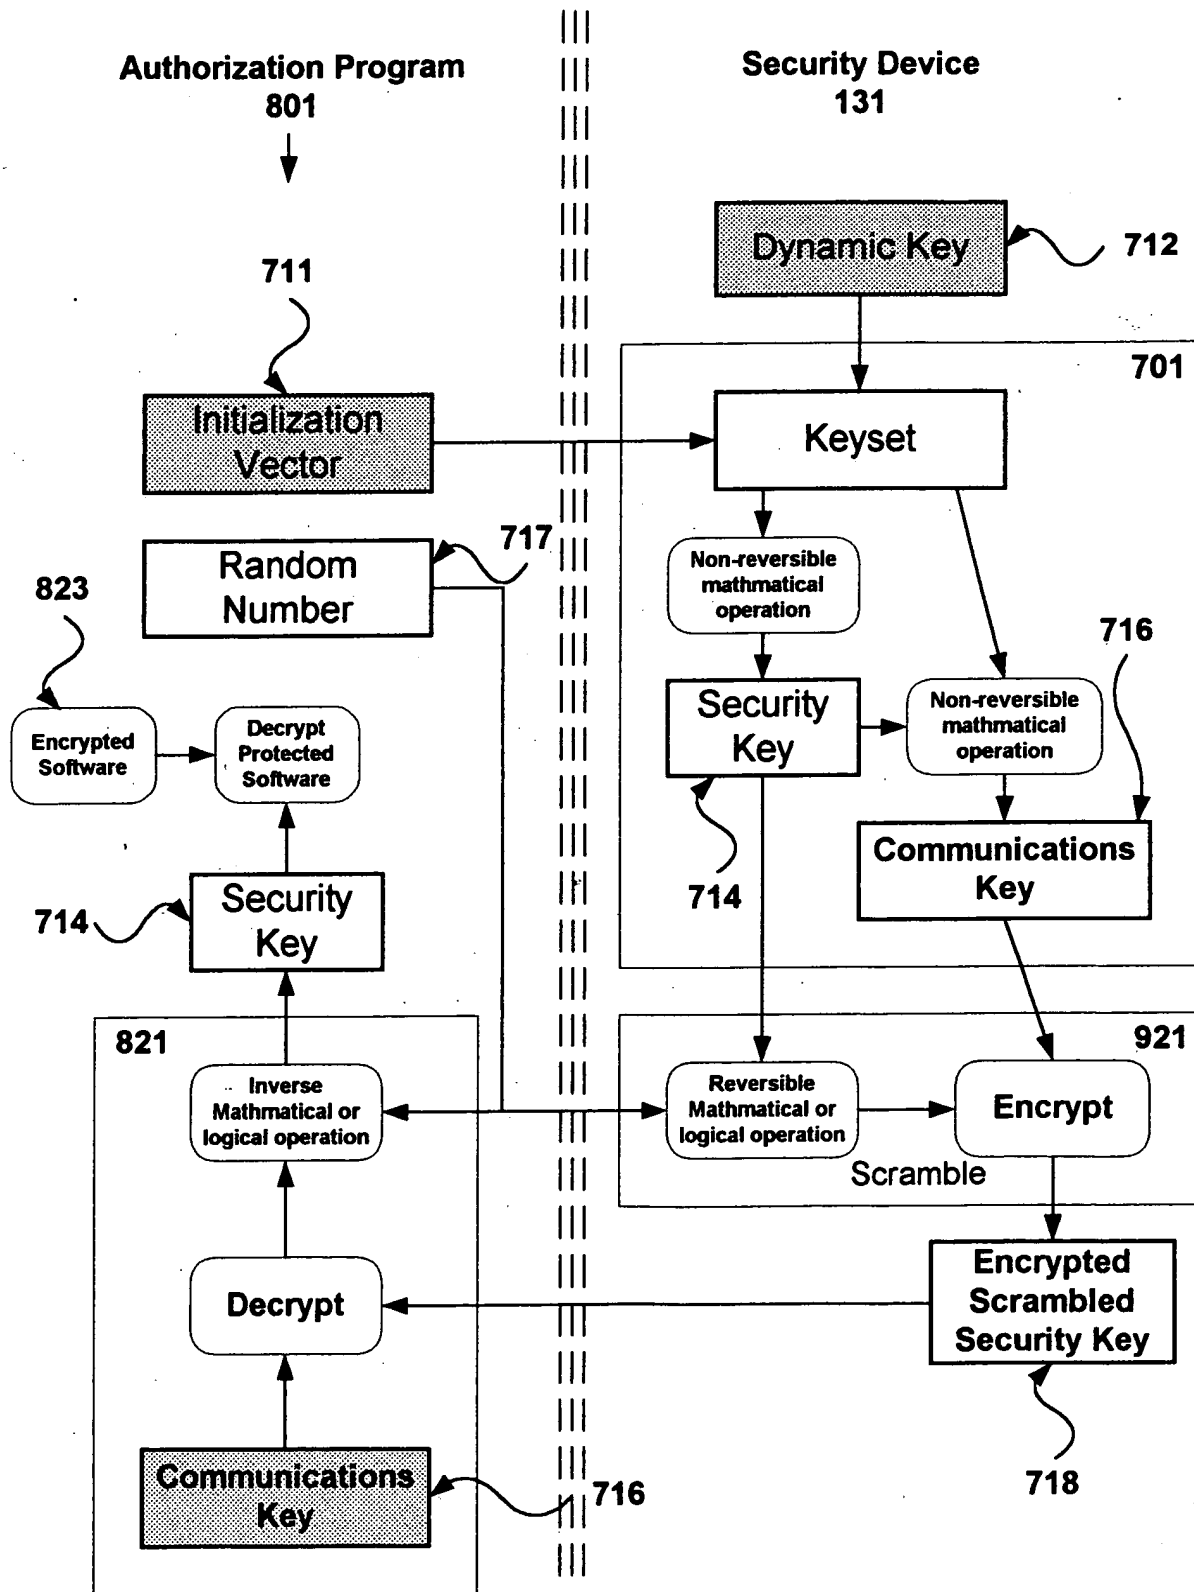 Authorization Program
801
Security Device
131
Dynamic Key
712
711
701
Initialization
Vector
Keyset
Random
Number
717
823
Non-reversible
mathmatical
operation
716
Encrypted
Software
Decrypt
Protected
Software
Security
Key
Non-reversible
mathmatical
operation
Communications
Key
714
Security
Key
714
821
921
Inverse
Mathmatical or
logical operation
Reversible
Mathmatical or
logical operation
Encrypt
Scramble
Decrypt
Encrypted
Scrambled
Security Key
Communications
Key
716
718